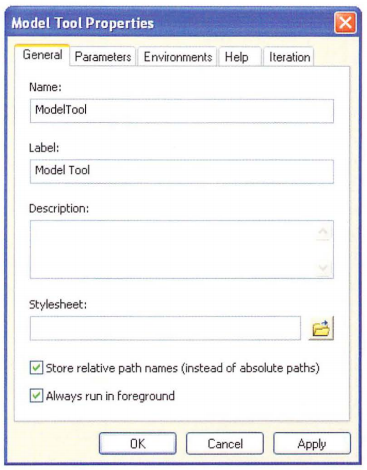 Model Tool Properties
General Parameters Environments Help Iteration
Name:
ModelTool
Label:
Model Tool
Description:
Stylesheet:
Store relative path names (instead of absolute paths)
Always run in foreground
OK Cancel Apply